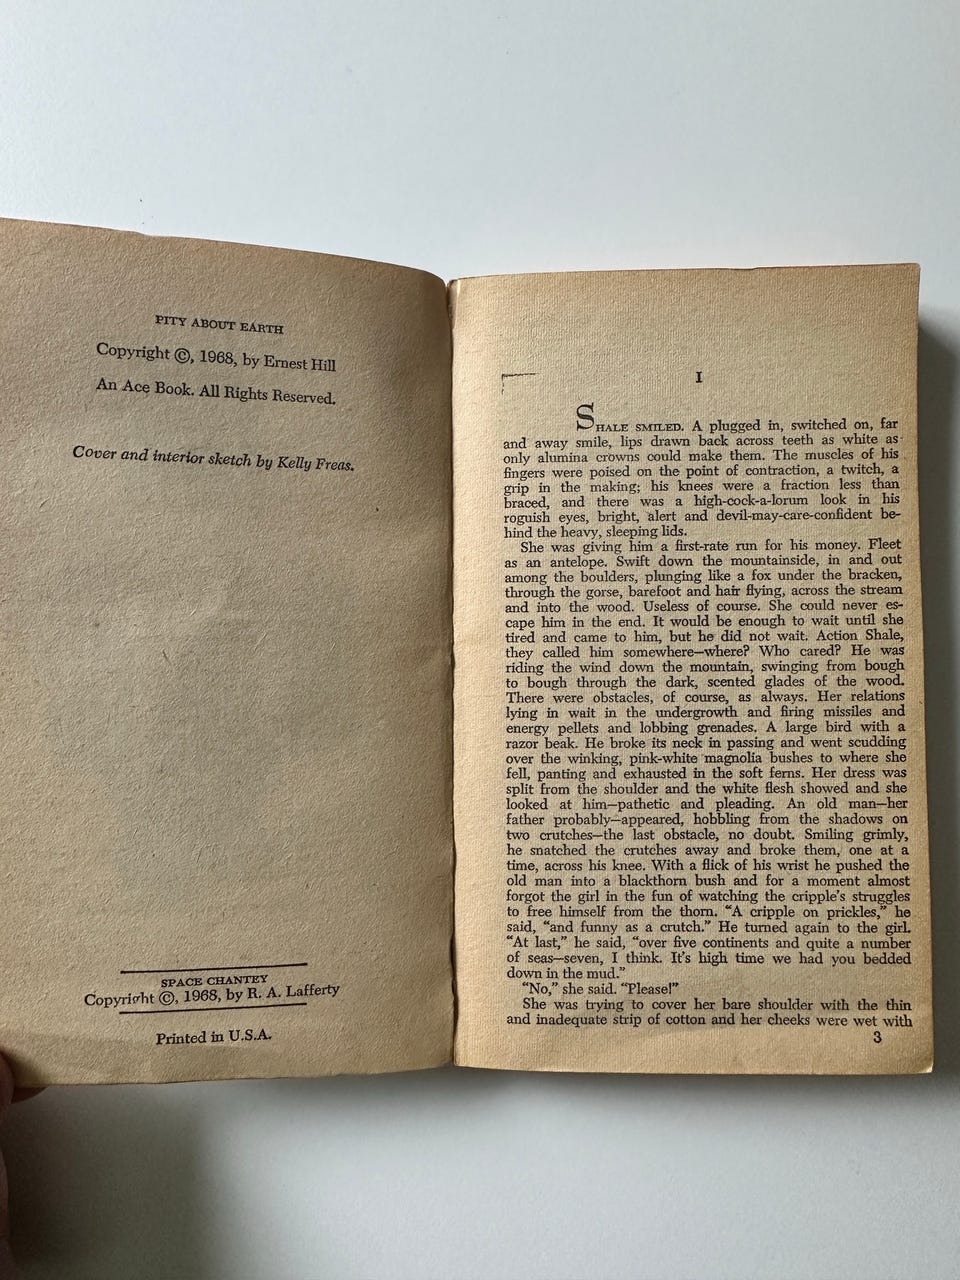 PITY ABOUT EARTH
Copyright ©, 1968, by Ernest Hill
An Ace Book. All Rights Reserved.
Cover and interior sketch by Kelly Freas.
SPACE CHANTEY
Copyright ©, 1968, by R. A. Lafferty
Printed in U.S.A.
I
SHALE SMILED. A plugged in, switched on, far
and away smile, lips drawn back across teeth as white as
only alumina crowns could make them. The muscles of his
fingers were poised on the point of contraction, a twitch, a
grip in the making; his knees were a fraction less than
braced, and there was a high-cock-a-lorum look in his
roguish eyes, bright, alert and devil-may-care-confident be-
hind the heavy, sleeping lids.
She was giving him a first-rate run for his money. Fleet
as an antelope. Swift down the mountainside, in and out
among the boulders, plunging like a fox under the bracken,
through the gorse, barefoot and hair flying, across the stream
and into the wood. Useless of course. She could never es-
cape him in the end. It would be enough to wait until she
tired and came to him, but he did not wait. Action Shale,
they called him somewhere—where? Who cared? He was
riding the wind down the mountain, swinging from bough
to bough through the dark, scented glades of the wood.
There were obstacles, of course, as always. Her relations
lying in wait in the undergrowth and firing missiles and
energy pellets and lobbing grenades. A large bird with a
razor beak. He broke its neck in passing and went scudding
over the winking, pink-white magnolia bushes to where she
fell, panting and exhausted in the soft ferns. Her dress was
split from the shoulder and the white flesh showed and she
looked at him—pathetic and pleading. An old man—her
father probably—appeared, hobbling from the shadows on
two crutches—the last obstacle, no doubt. Smiling grimly,
he snatched the crutches away and broke them, one at a
time, across his knee. With a flick of his wrist he pushed the
old man into a blackthorn bush and for a moment almost
forgot the girl in the fun of watching the cripple's struggles
to free himself from the thorn. “A cripple on prickles,” he
said, “and funny as a crutch.” He turned again to the girl.
“At last,” he said, “over five continents and quite a number
of seas—seven, I think. It's high time we had you bedded
down in the mud.”
“No,” she said. “Please!”
She was trying to cover her bare shoulder with the thin
and inadequate strip of cotton and her cheeks were wet with
3